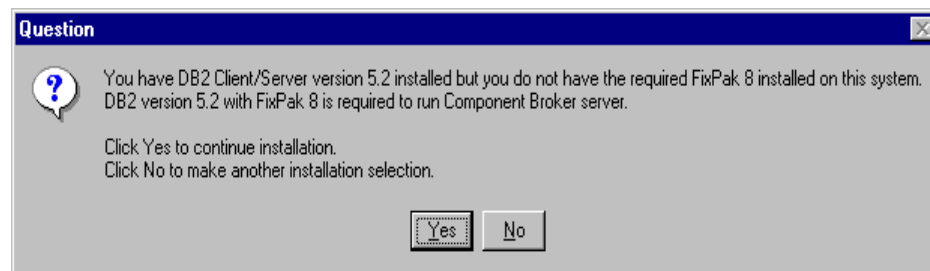 Question
You have DB2 Client/Server version 5.2 installed but you do not have the required FixPak 8 installed on this system.
DB2 version 5.2 with FixPak 8 is required to run Component Broker server.
Click Yes to continue installation.
Click No to make another installation selection.
Yes No